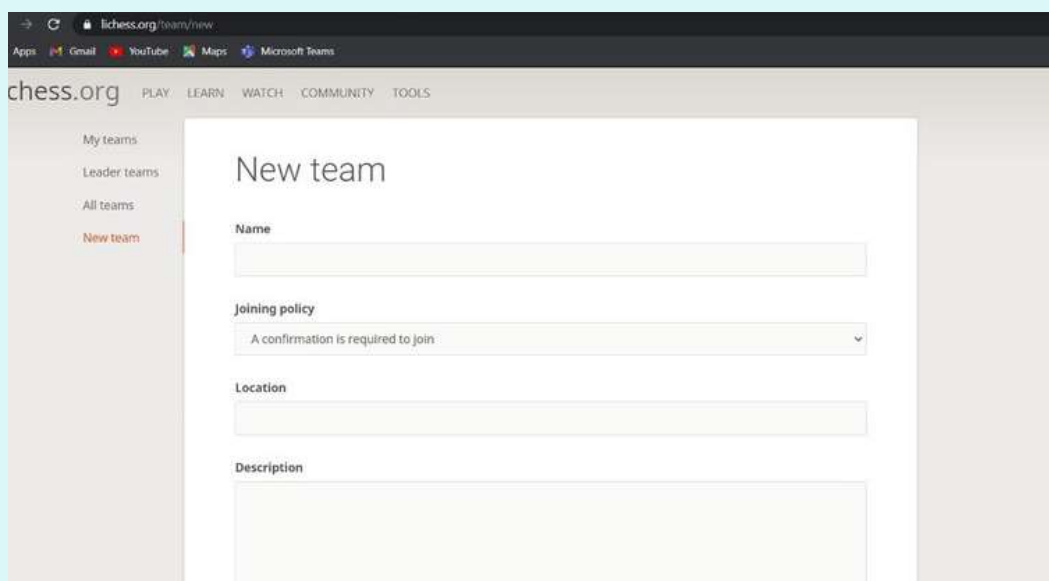 lichess.org/team/new
Apps Gmail YouTube Maps Microsoft Teams
chess.org PLAY LEARN WATCH COMMUNITY TOOLS
My teams
Leader teams
All teams
New team
New team
Name
Joining policy
A confirmation is required to join
Location
Description